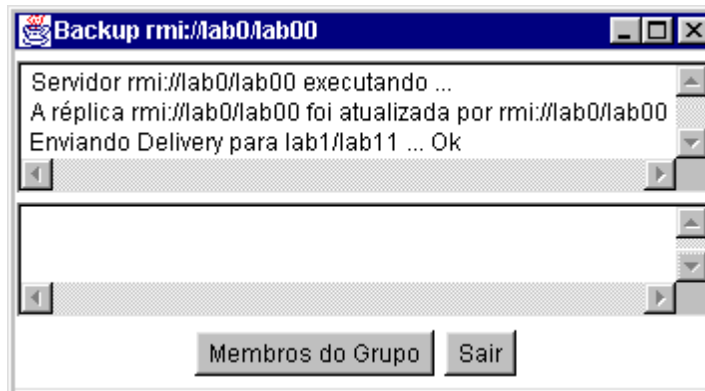 Backup rmi://lab0/lab00
Servidor rmi://lab0/lab00 executando ...
A réplica rmi://lab0/lab00 foi atualizada por rmi://lab0/lab00
Enviando Delivery para lab1/lab11 ... Ok
Membros do Grupo
Sair